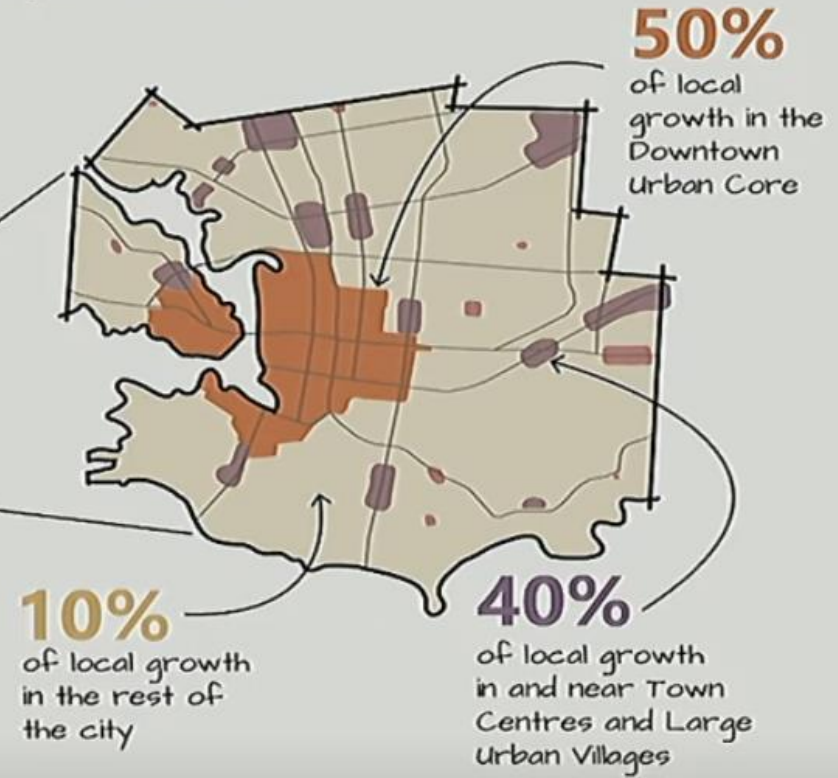 50%
of local
growth in the
Downtown
Urban Core
10%
of local growth
in the rest of
the city
40%
of local growth
in and near Town
Centres and Large
Urban Villages